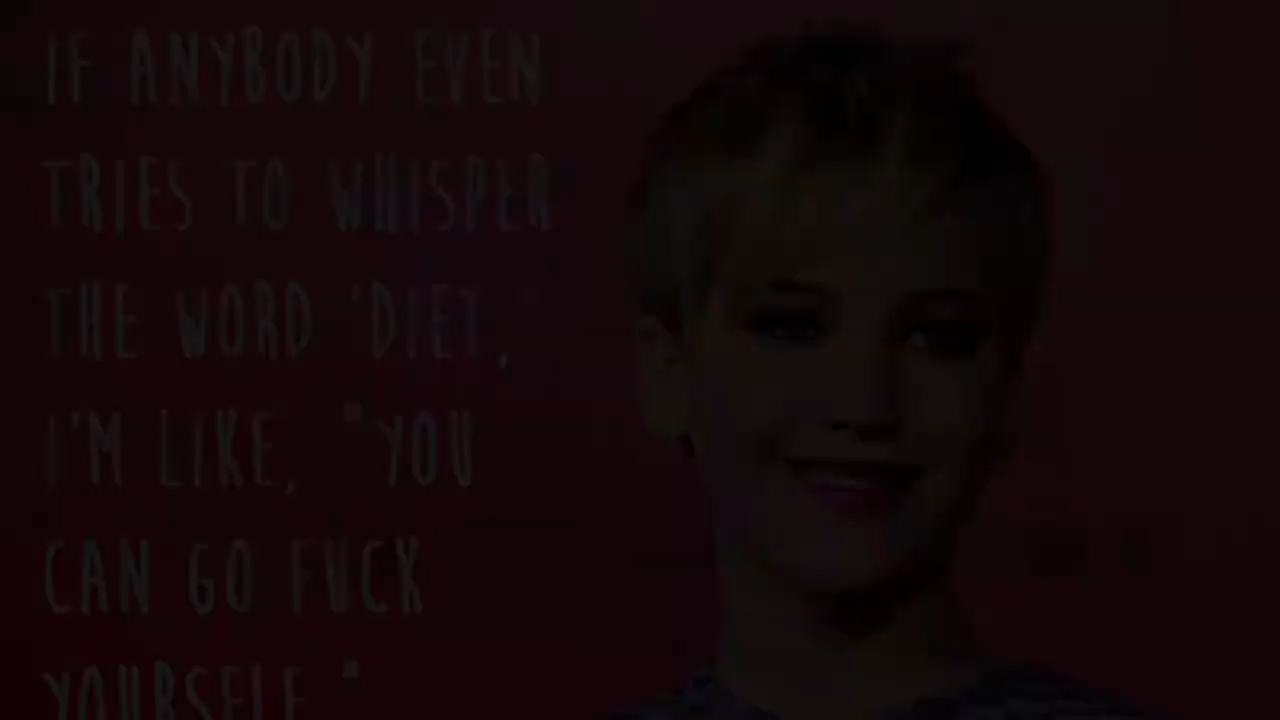 IF ANYBODY EVEN
TRIES TO WHISPER
THE WORD 'DIET,'
I'M LIKE, "YOU
CAN GO FUCK
YOURSELF."